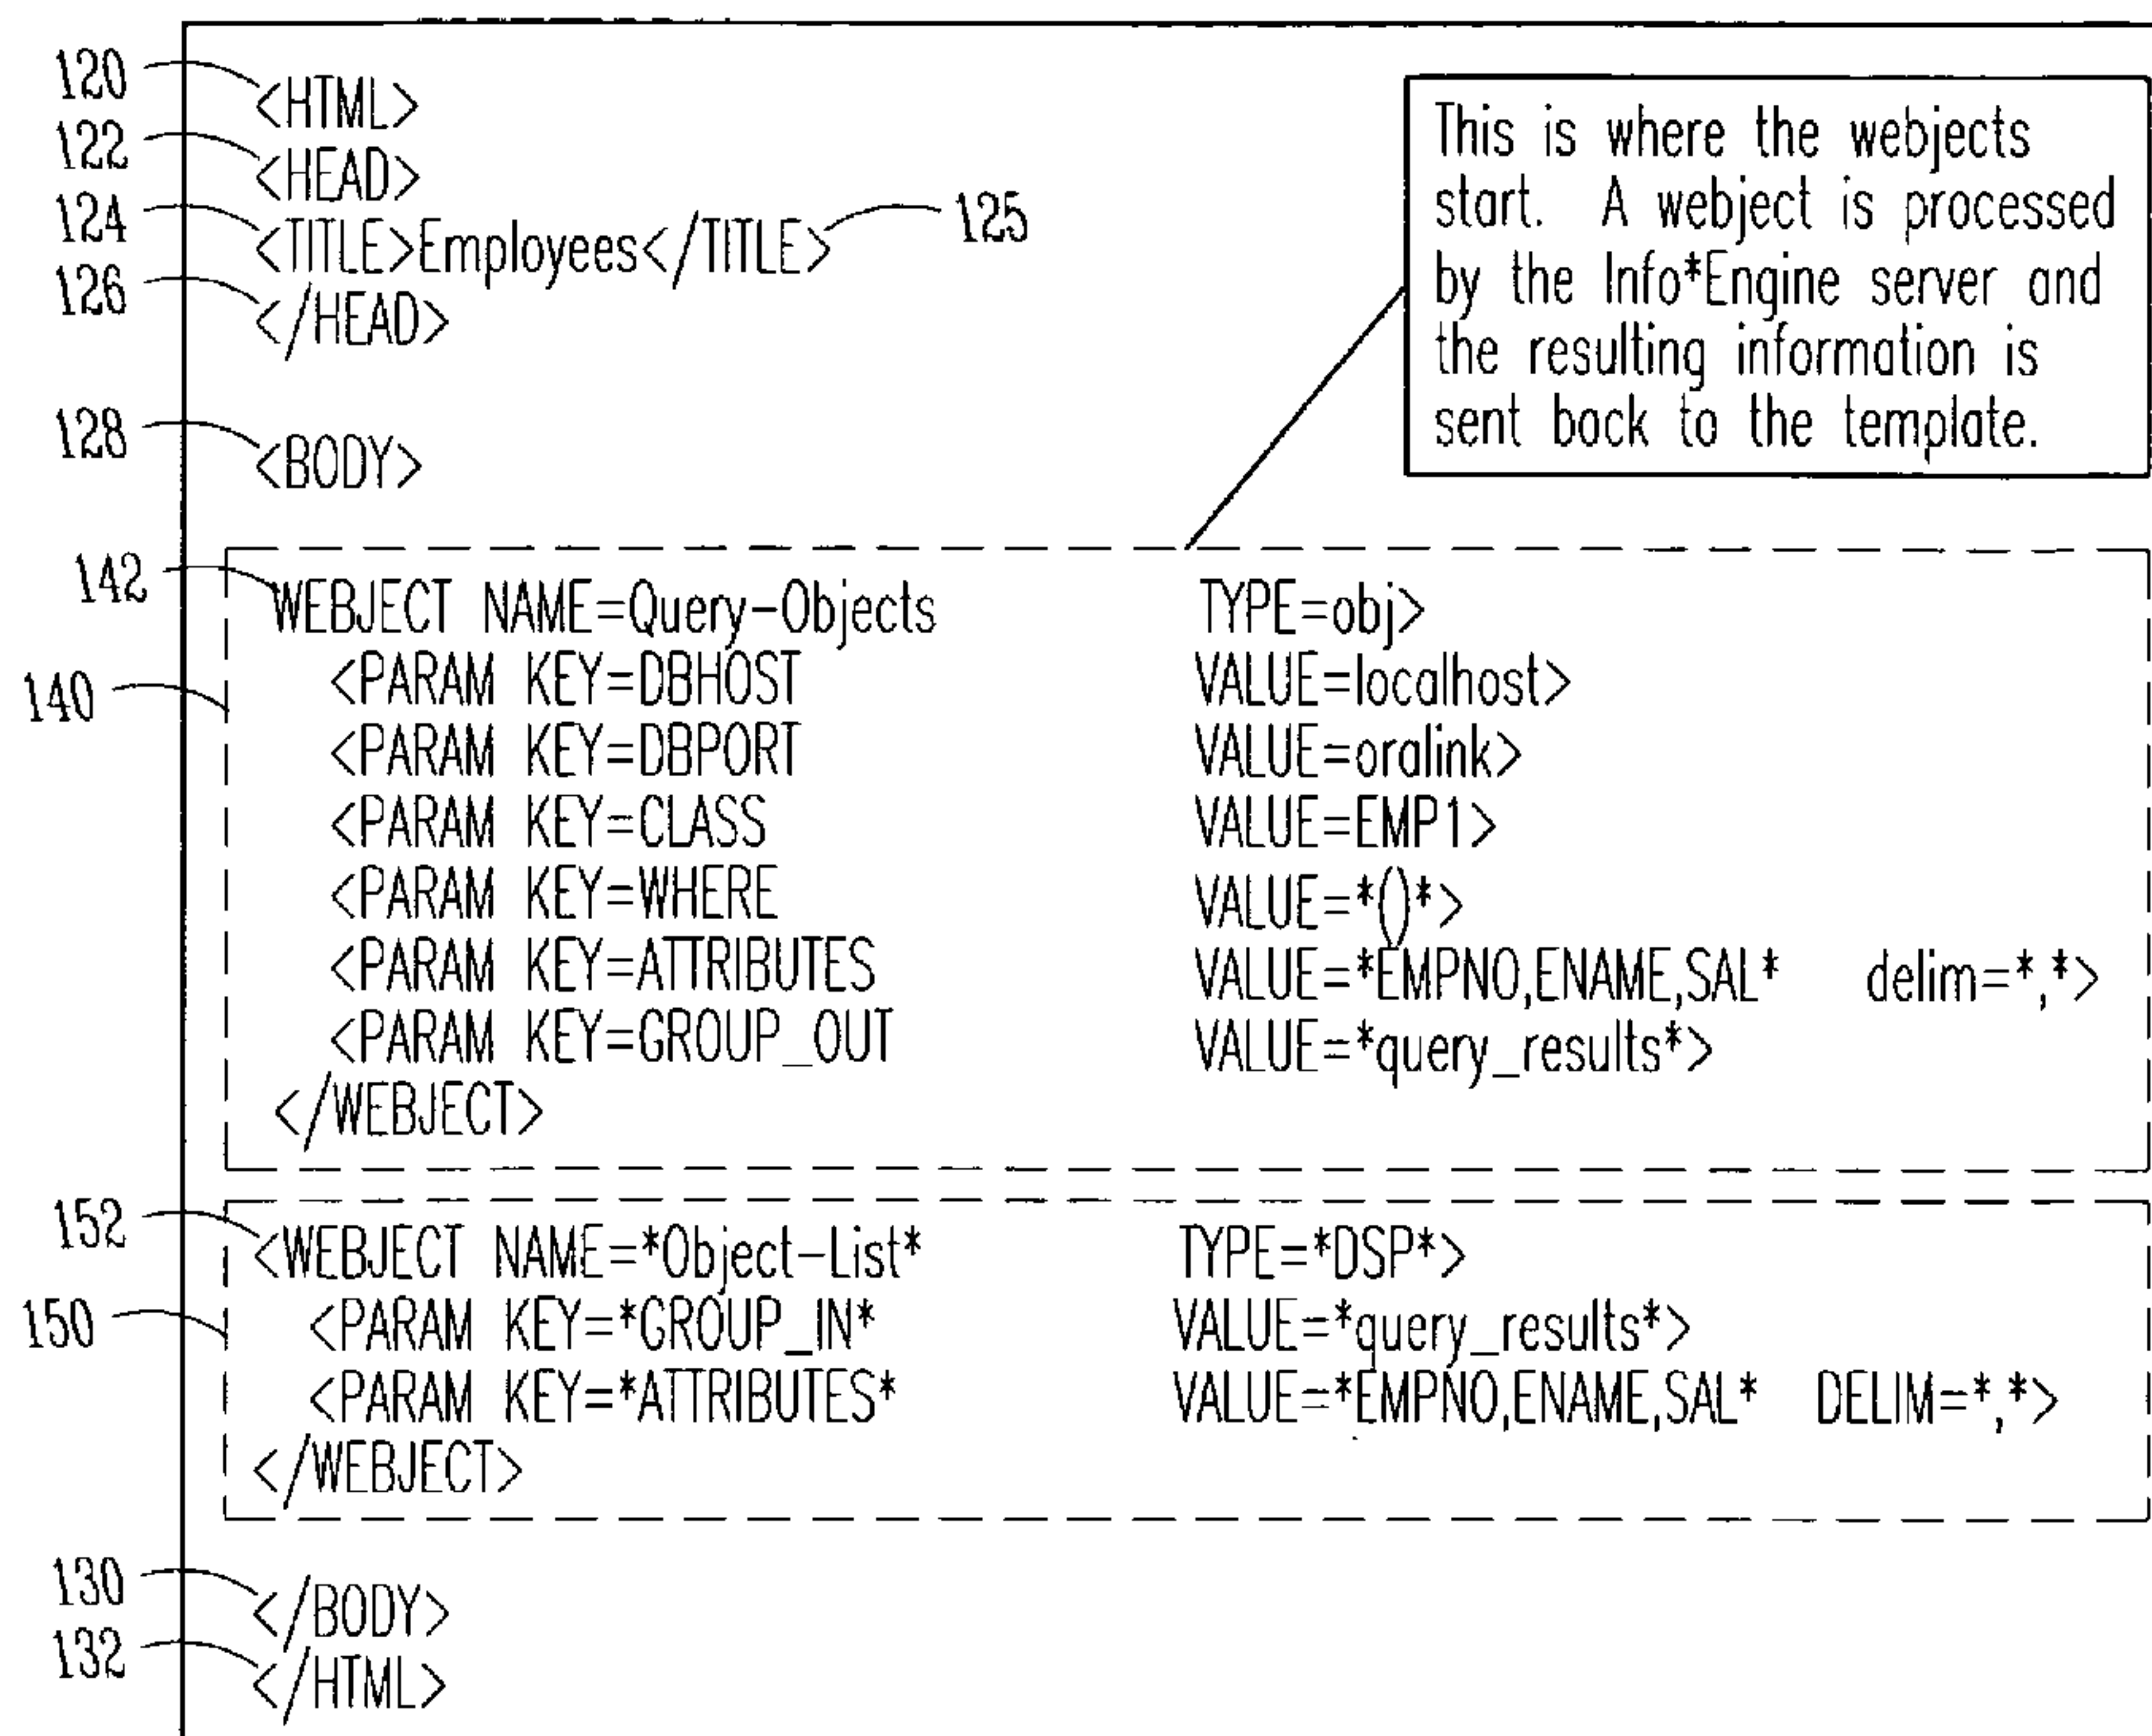 120 <HTML>
122 <HEAD>
124 <TITLE>Employees</TITLE> 125
126 </HEAD>
This is where the webjects
start. A webject is processed
by the Info*Engine server and
the resulting information is
sent back to the template.
128 <BODY>
142 WEBJECT NAME=Query-Objects TYPE=obj>
140 <PARAM KEY=DBHOST VALUE=localhost>
<PARAM KEY=DBPORT VALUE=oralink>
<PARAM KEY=CLASS VALUE=EMP1>
<PARAM KEY=WHERE VALUE=*()*>
<PARAM KEY=ATTRIBUTES VALUE=*EMPNO,ENAME,SAL* delim=*,*>
<PARAM KEY=GROUP_OUT VALUE=*query_results*>
</WEBJECT>
152 <WEBJECT NAME=*Object-List* TYPE=*DSP*>
150 <PARAM KEY=*GROUP_IN* VALUE=*query_results*>
<PARAM KEY=*ATTRIBUTES* VALUE=*EMPNO,ENAME,SAL* DELIM=*,*>
</WEBJECT>
130 </BODY>
132 </HTML>